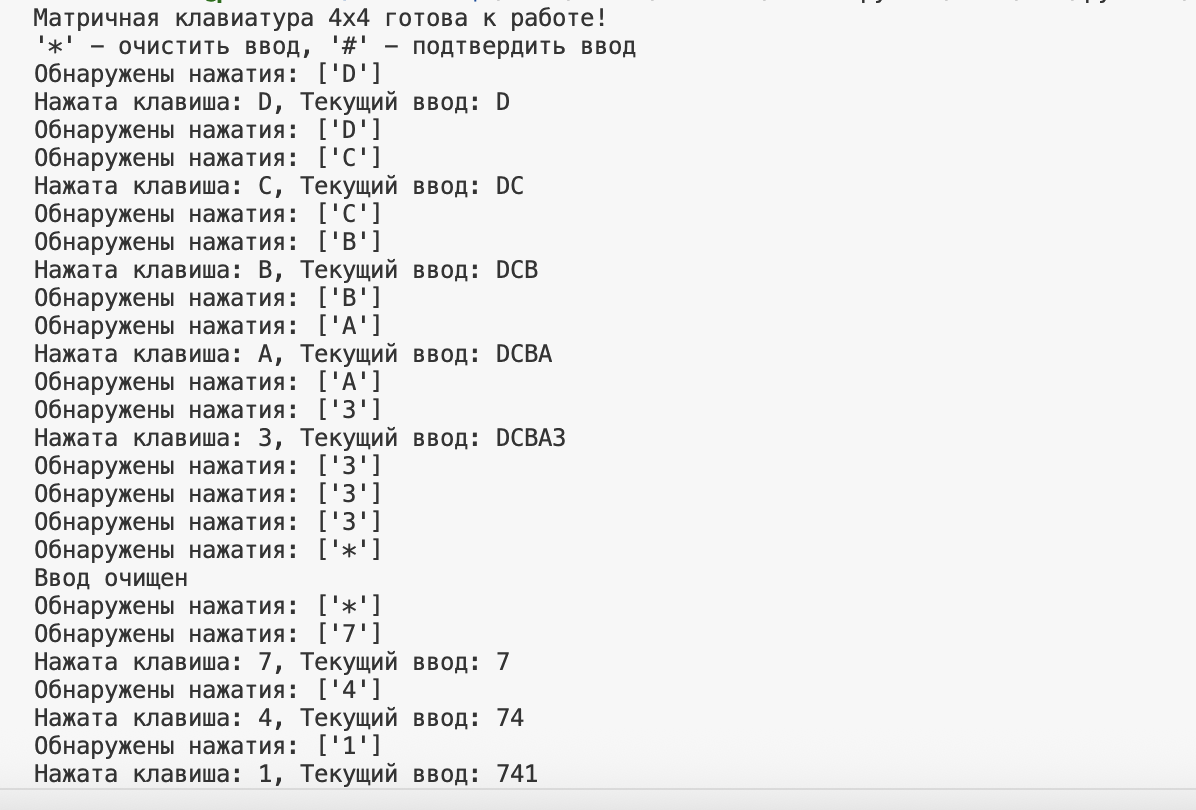 Матричная клавиатура 4x4 готова к работе!
'*' – очистить ввод, '#' – подтвердить ввод
Обнаружены нажатия: ['D']
Нажата клавиша: D, Текущий ввод: D
Обнаружены нажатия: ['D']
Обнаружены нажатия: ['C']
Нажата клавиша: C, Текущий ввод: DC
Обнаружены нажатия: ['C']
Обнаружены нажатия: ['B']
Нажата клавиша: B, Текущий ввод: DCB
Обнаружены нажатия: ['B']
Обнаружены нажатия: ['A']
Нажата клавиша: A, Текущий ввод: DCBA
Обнаружены нажатия: ['A']
Обнаружены нажатия: ['3']
Нажата клавиша: 3, Текущий ввод: DCBA3
Обнаружены нажатия: ['3']
Обнаружены нажатия: ['3']
Обнаружены нажатия: ['3']
Обнаружены нажатия: ['*']
Ввод очищен
Обнаружены нажатия: ['*']
Обнаружены нажатия: ['7']
Нажата клавиша: 7, Текущий ввод: 7
Обнаружены нажатия: ['4']
Нажата клавиша: 4, Текущий ввод: 74
Обнаружены нажатия: ['1']
Нажата клавиша: 1, Текущий ввод: 741